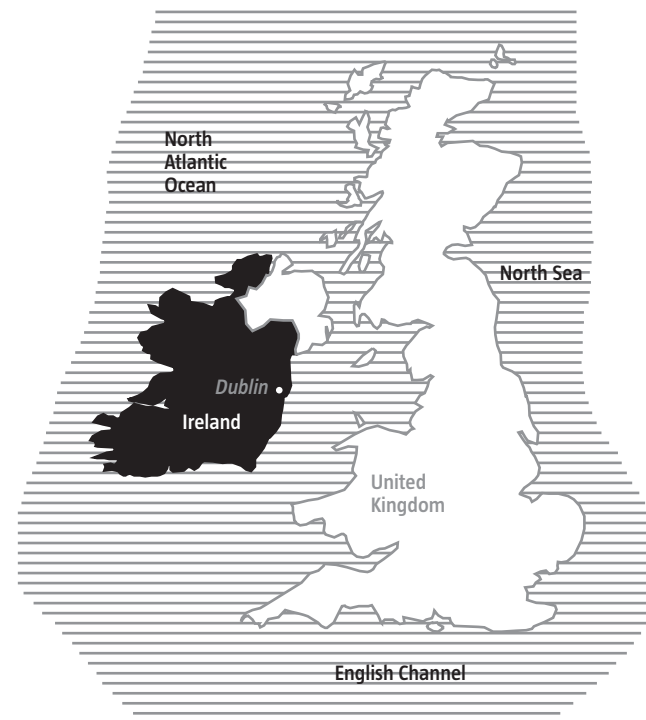 North
Atlantic
Ocean
North Sea
Dublin
Ireland
United
Kingdom
English Channel